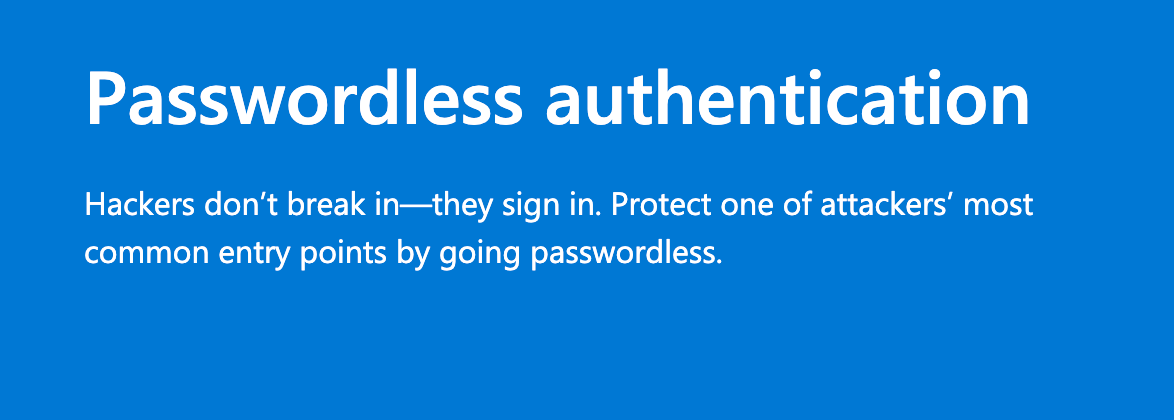 Passwordless authentication
Hackers don’t break in—they sign in. Protect one of attackers’ most
common entry points by going passwordless.